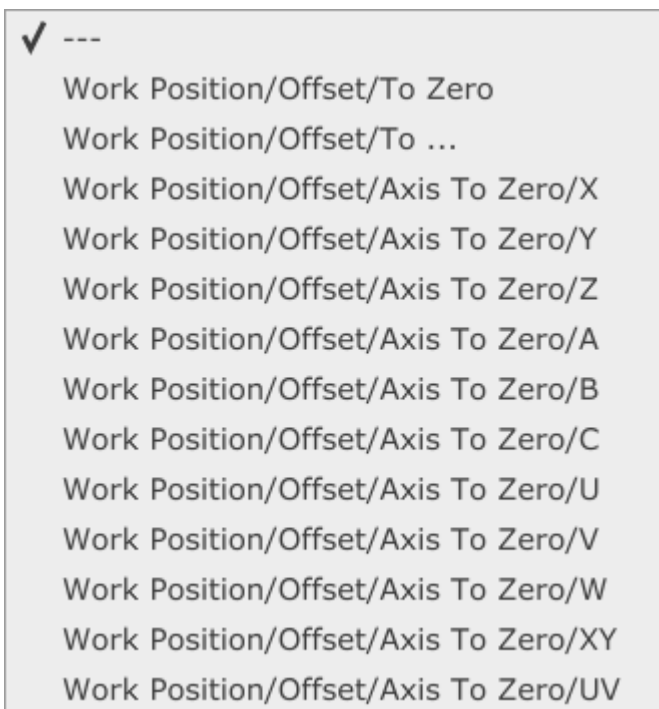 ---
Work Position/Offset/To Zero
Work Position/Offset/To ...
Work Position/Offset/Axis To Zero/X
Work Position/Offset/Axis To Zero/Y
Work Position/Offset/Axis To Zero/Z
Work Position/Offset/Axis To Zero/A
Work Position/Offset/Axis To Zero/B
Work Position/Offset/Axis To Zero/C
Work Position/Offset/Axis To Zero/U
Work Position/Offset/Axis To Zero/V
Work Position/Offset/Axis To Zero/W
Work Position/Offset/Axis To Zero/XY
Work Position/Offset/Axis To Zero/UV